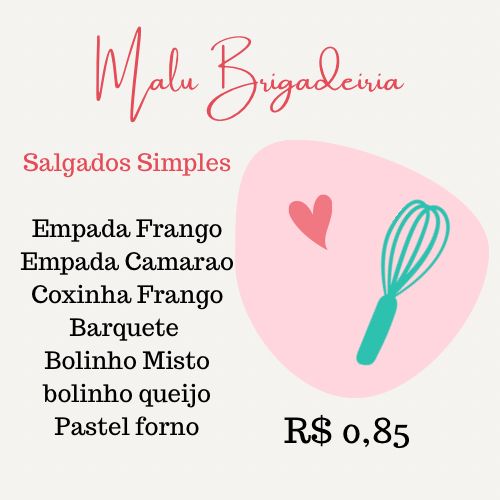 Malu Brigadeiria
Salgados Simples
Empada Frango
Empada Camarao
Coxinha Frango
Barquete
Bolinho Misto
bolinho queijo
Pastel forno
R$ 0,85